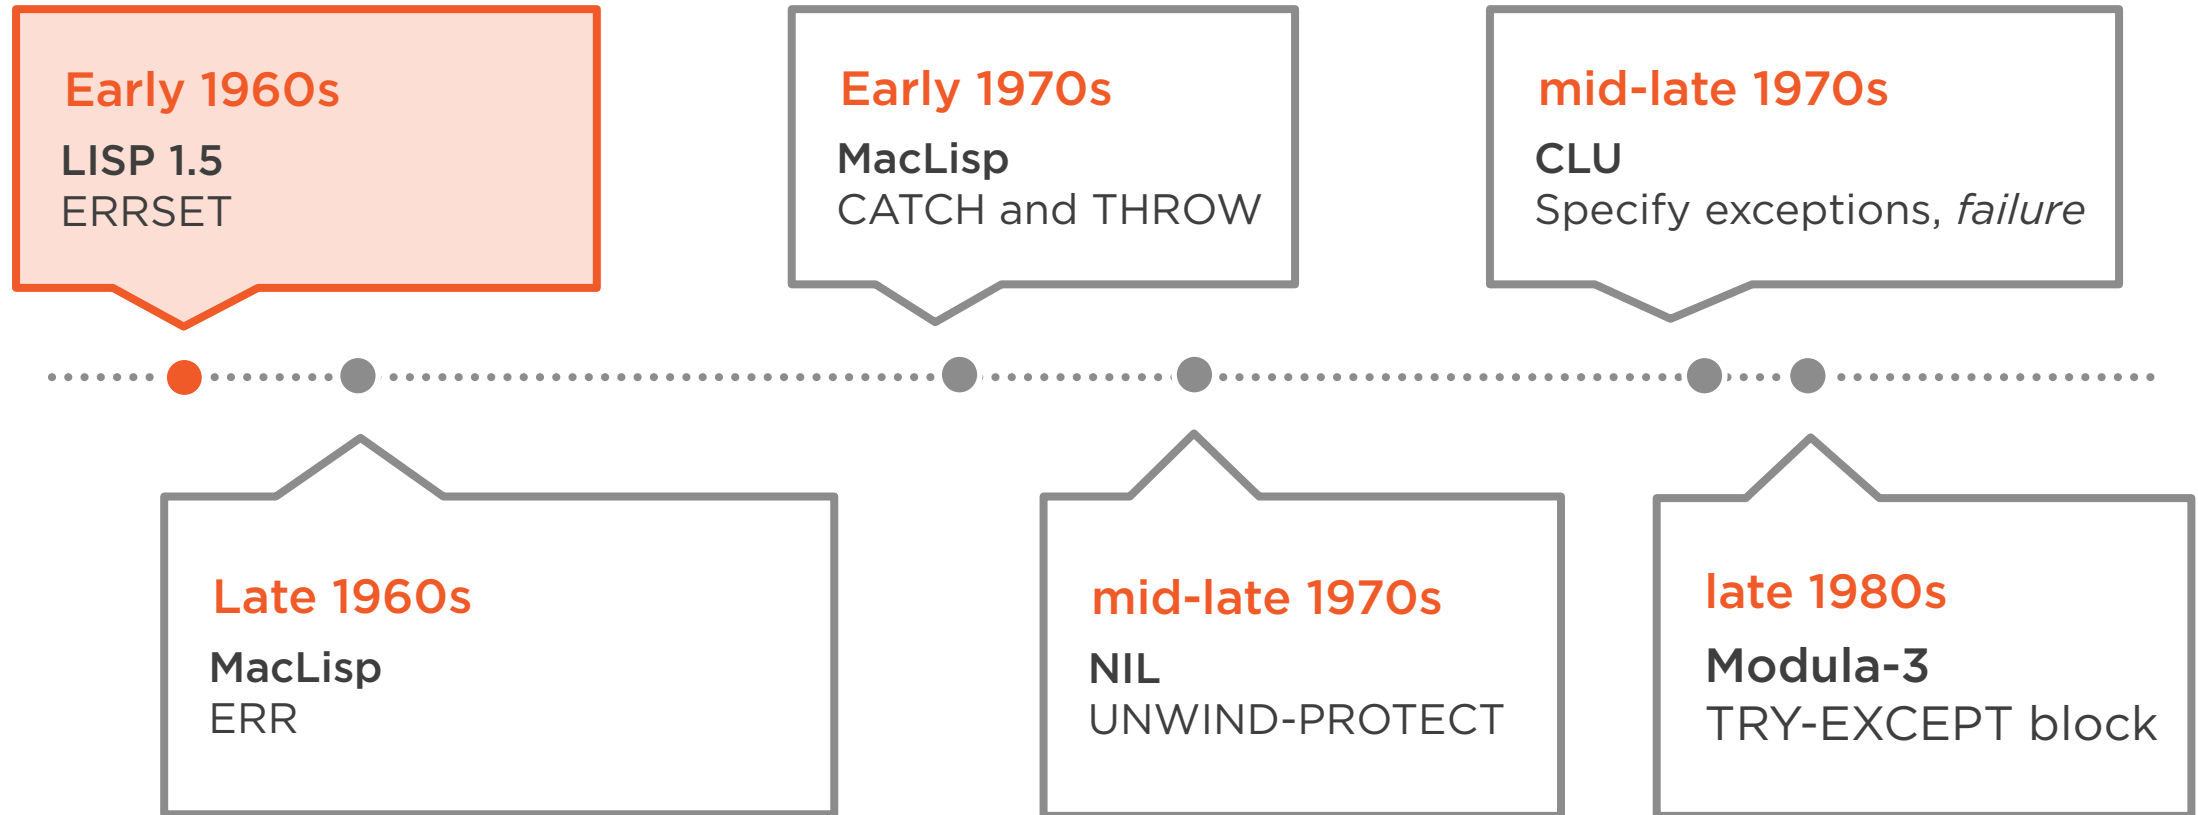 Early 1960s
LISP 1.5
ERRSET
Early 1970s
MacLisp
CATCH and THROW
mid-late 1970s
CLU
Specify exceptions, failure
Late 1960s
MacLisp
ERR
mid-late 1970s
NIL
UNWIND-PROTECT
late 1980s
Modula-3
TRY-EXCEPT block